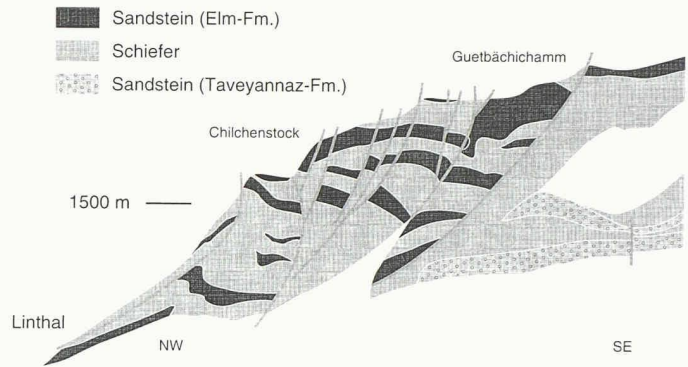 Sandstein (Elm-Fm.)
Schiefer
Sandstein (Taveyannaz-Fm.)
Guetbächichamm
Chilchenstock
1500 m
Linthal
NW
SE